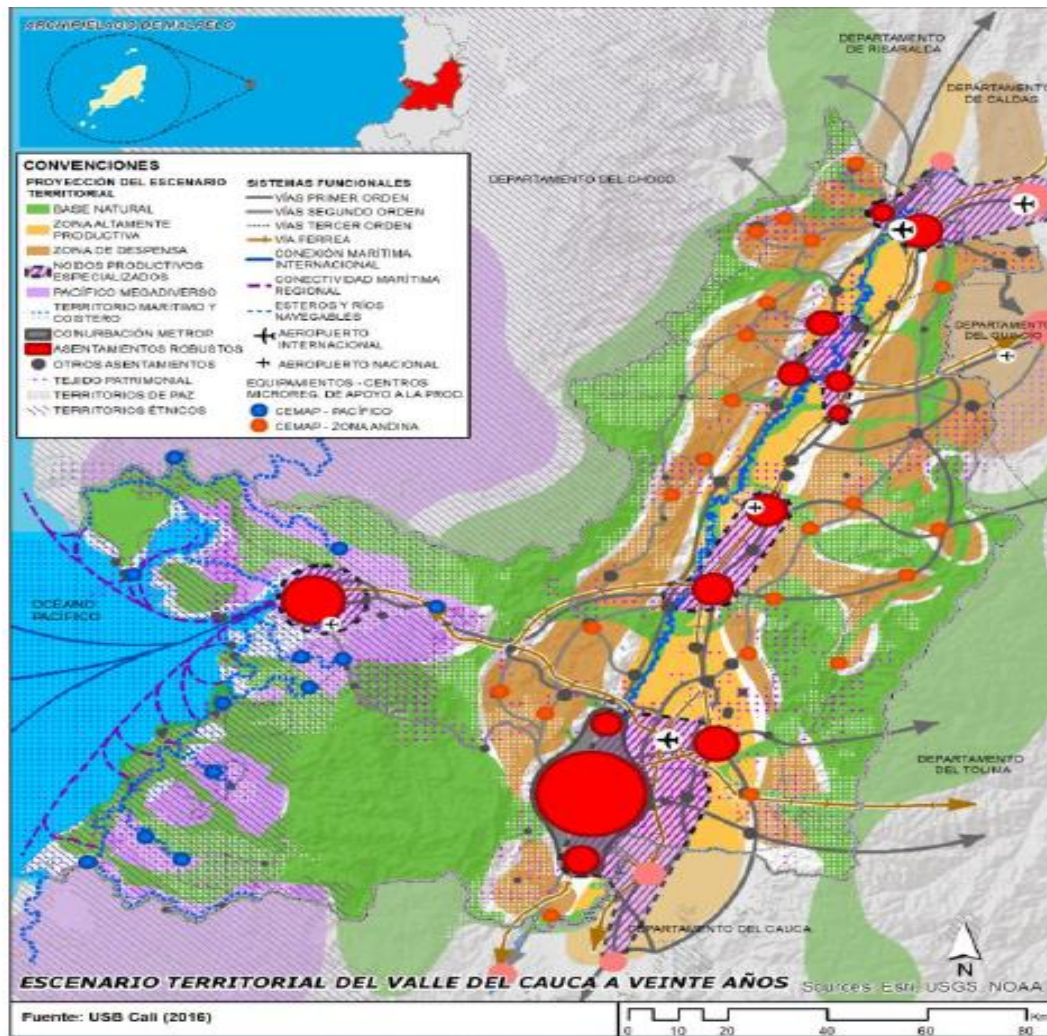 ARCHIPIELAGO DE MALPELO
DEPARTAMENTO
DE RISARALDA
DEPARTAMENTO
DE CALDAS
DEPARTAMENTO DEL CHOCÓ
CONVENCIONES
PROYECCIÓN DEL ESCENARIO
TERRITORIAL
BASE NATURAL
ZONA ALTAMENTE
PRODUCTIVA
ZONA DE DESPENSA
NODOS PRODUCTIVOS
ESPECIALIZADOS
PACÍFICO MEGADIVERSO
TERRITORIO MARÍTIMO Y
COSTERO
CONURBACIÓN METROP.
ASENTAMIENTOS ROBUSTOS
OTROS ASENTAMIENTOS
TEJIDO PATRIMONIAL
TERRITORIOS DE PAZ
TERRITORIOS ÉTNICOS
SISTEMAS FUNCIONALES
VÍAS PRIMER ORDEN
VÍAS SEGUNDO ORDEN
VÍAS TERCER ORDEN
VÍA FERREA
CONEXIÓN MARÍTIMA
INTERNACIONAL
CONECTIVIDAD MARÍTIMA
REGIONAL
ESTEROS Y RÍOS
NAVEGABLES
AEROPUERTO
INTERNACIONAL
AEROPUERTO NACIONAL
EQUIPAMIENTOS - CENTROS
MICROREG. DE APOYO A LA PROD.
CEMAP - PACÍFICO
CEMAP - ZONA ANDINA
DEPARTAMENTO
DEL QUINDIO
OCÉANO
PACÍFICO
DEPARTAMENTO
DEL TOLIMA
DEPARTAMENTO DEL CAUCA
N
ESCENARIO TERRITORIAL DEL VALLE DEL CAUCA A VEINTE AÑOS
Sources: Esri, USGS, NOAA
Fuente: USB Cali (2016)
0 5 10 20 40 60 80 Km